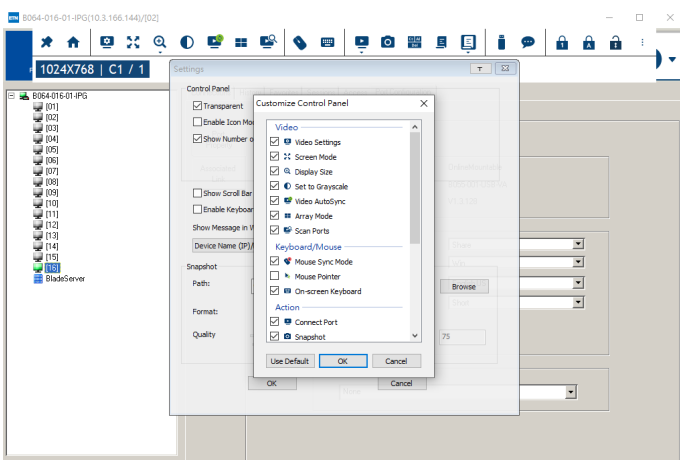 ETN B064-016-01-IPG(10.3.166.144)/[02]
1024X768 | C1 / 1
B064-016-01-IPG
[01]
[02]
[03]
[04]
[05]
[06]
[07]
[08]
[09]
[10]
[11]
[12]
[13]
[14]
[15]
[16]
BladeServer
Settings
Control Panel
Transparent
Enable Icon Mo
Show Number o
Show Scroll Bar
Enable Keyboar
Show Message in W
Device Name (IP)/
Snapshot
Path:
Browse
Format:
Quality
75
OK
Cancel
Customize Control Panel
Video
Video Settings
Screen Mode
Display Size
Set to Grayscale
Video AutoSync
Array Mode
Scan Ports
Keyboard/Mouse
Mouse Sync Mode
Mouse Pointer
On-screen Keyboard
Action
Connect Port
Snapshot
Use Default
OK
Cancel